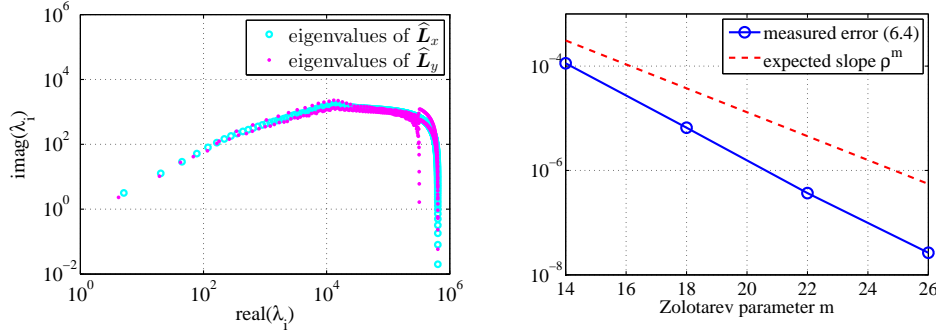 10^6
10^4
10^2
10^0
10^-2
imag(λ_i)
10^0
10^2
10^4
10^6
real(λ_i)
eigenvalues of L̂_x
eigenvalues of L̂_y
10^-4
10^-6
10^-8
14
16
18
20
22
24
26
Zolotarev parameter m
measured error (6.4)
expected slope ρ^m